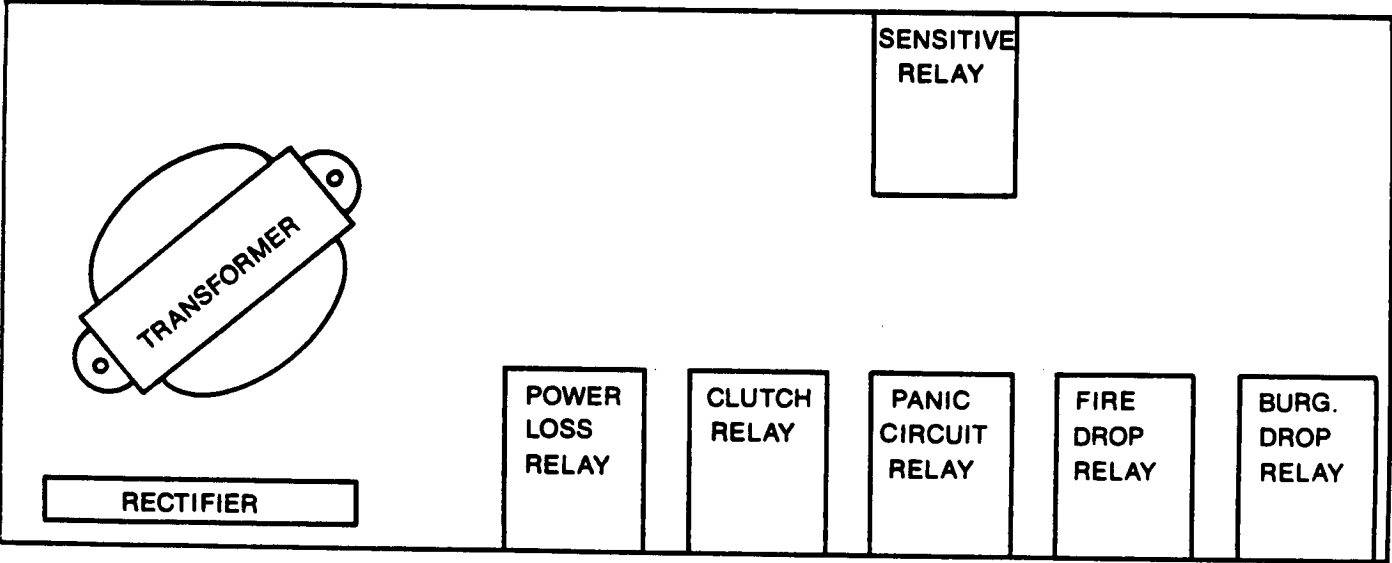 SENSITIVE
RELAY
TRANSFORMER
POWER
LOSS
RELAY
CLUTCH
RELAY
PANIC
CIRCUIT
RELAY
FIRE
DROP
RELAY
BURG.
DROP
RELAY
RECTIFIER